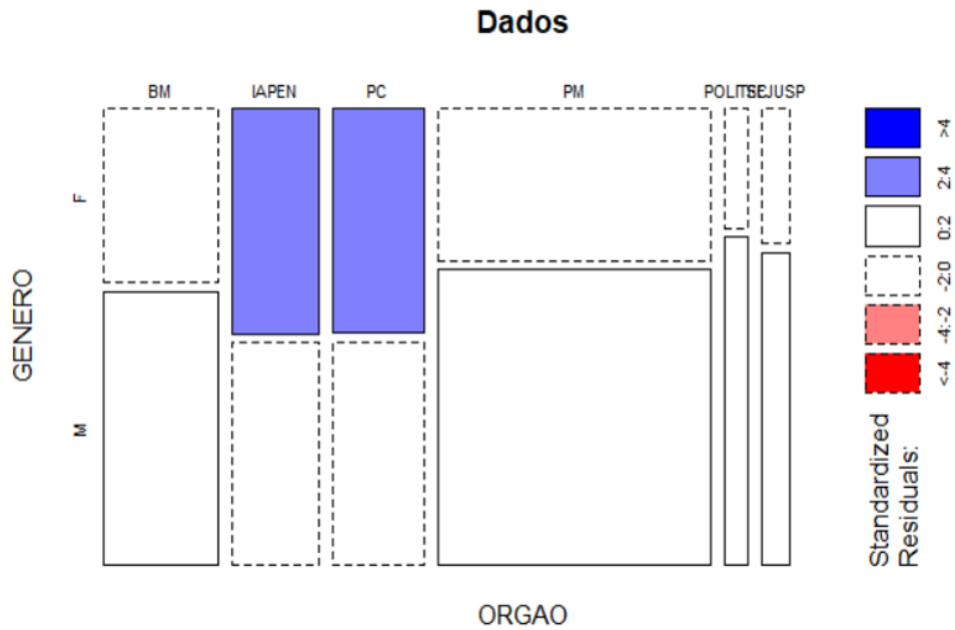 Dados
BM IAPEN PC PM SEJUSP
F
M
GENERO
ORGAO
Standardized
Residuals:
<-4
-4:-2
-2:0
0:2
2:4
>4